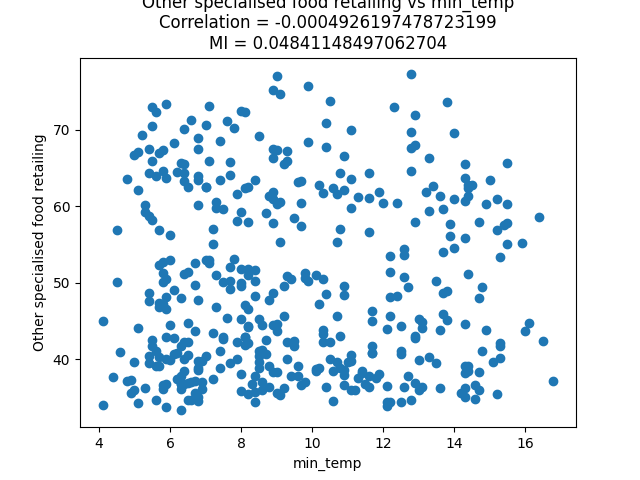 Other specialised food retailing vs min_temp
Correlation = -0.0004926197478723199
MI = 0.04841148497062704
70
60
50
40
Other specialised food retailing
4 6 8 10 12 14 16
min_temp